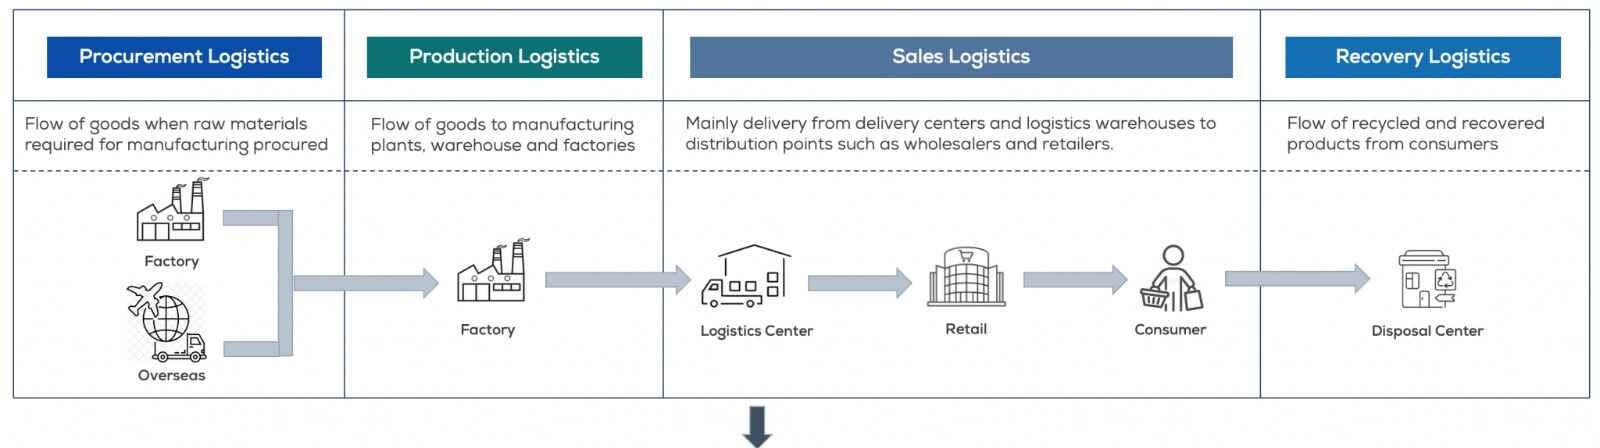 Procurement Logistics
Production Logistics
Sales Logistics
Recovery Logistics
Flow of goods when raw materials
required for manufacturing procured
Flow of goods to manufacturing
plants, warehouse and factories
Mainly delivery from delivery centers and logistics warehouses to
distribution points such as wholesalers and retailers.
Flow of recycled and recovered
products from consumers
Factory
Overseas
Factory
Logistics Center
Retail
Consumer
Disposal Center